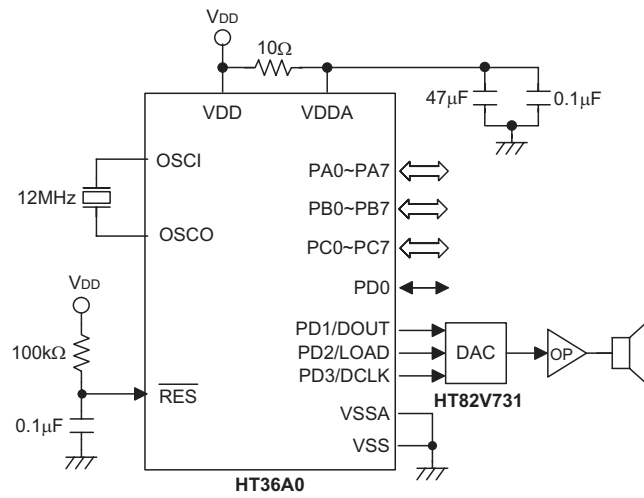 VDD
10Ω
47μF
0.1μF
VDD
VDDA
OSCI
12MHz
OSCO
PA0~PA7
PB0~PB7
PC0~PC7
PD0
VDD
100kΩ
RES
0.1μF
PD1/DOUT
PD2/LOAD
PD3/DCLK
DAC
OP
HT82V731
VSSA
VSS
HT36A0